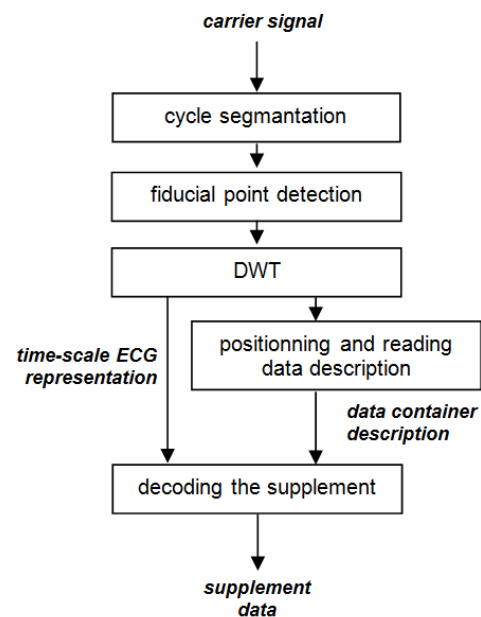 carrier signal
cycle segmantation
fiducial point detection
DWT
time-scale ECG
representation
positionning and reading
data description
data container
description
decoding the supplement
supplement
data